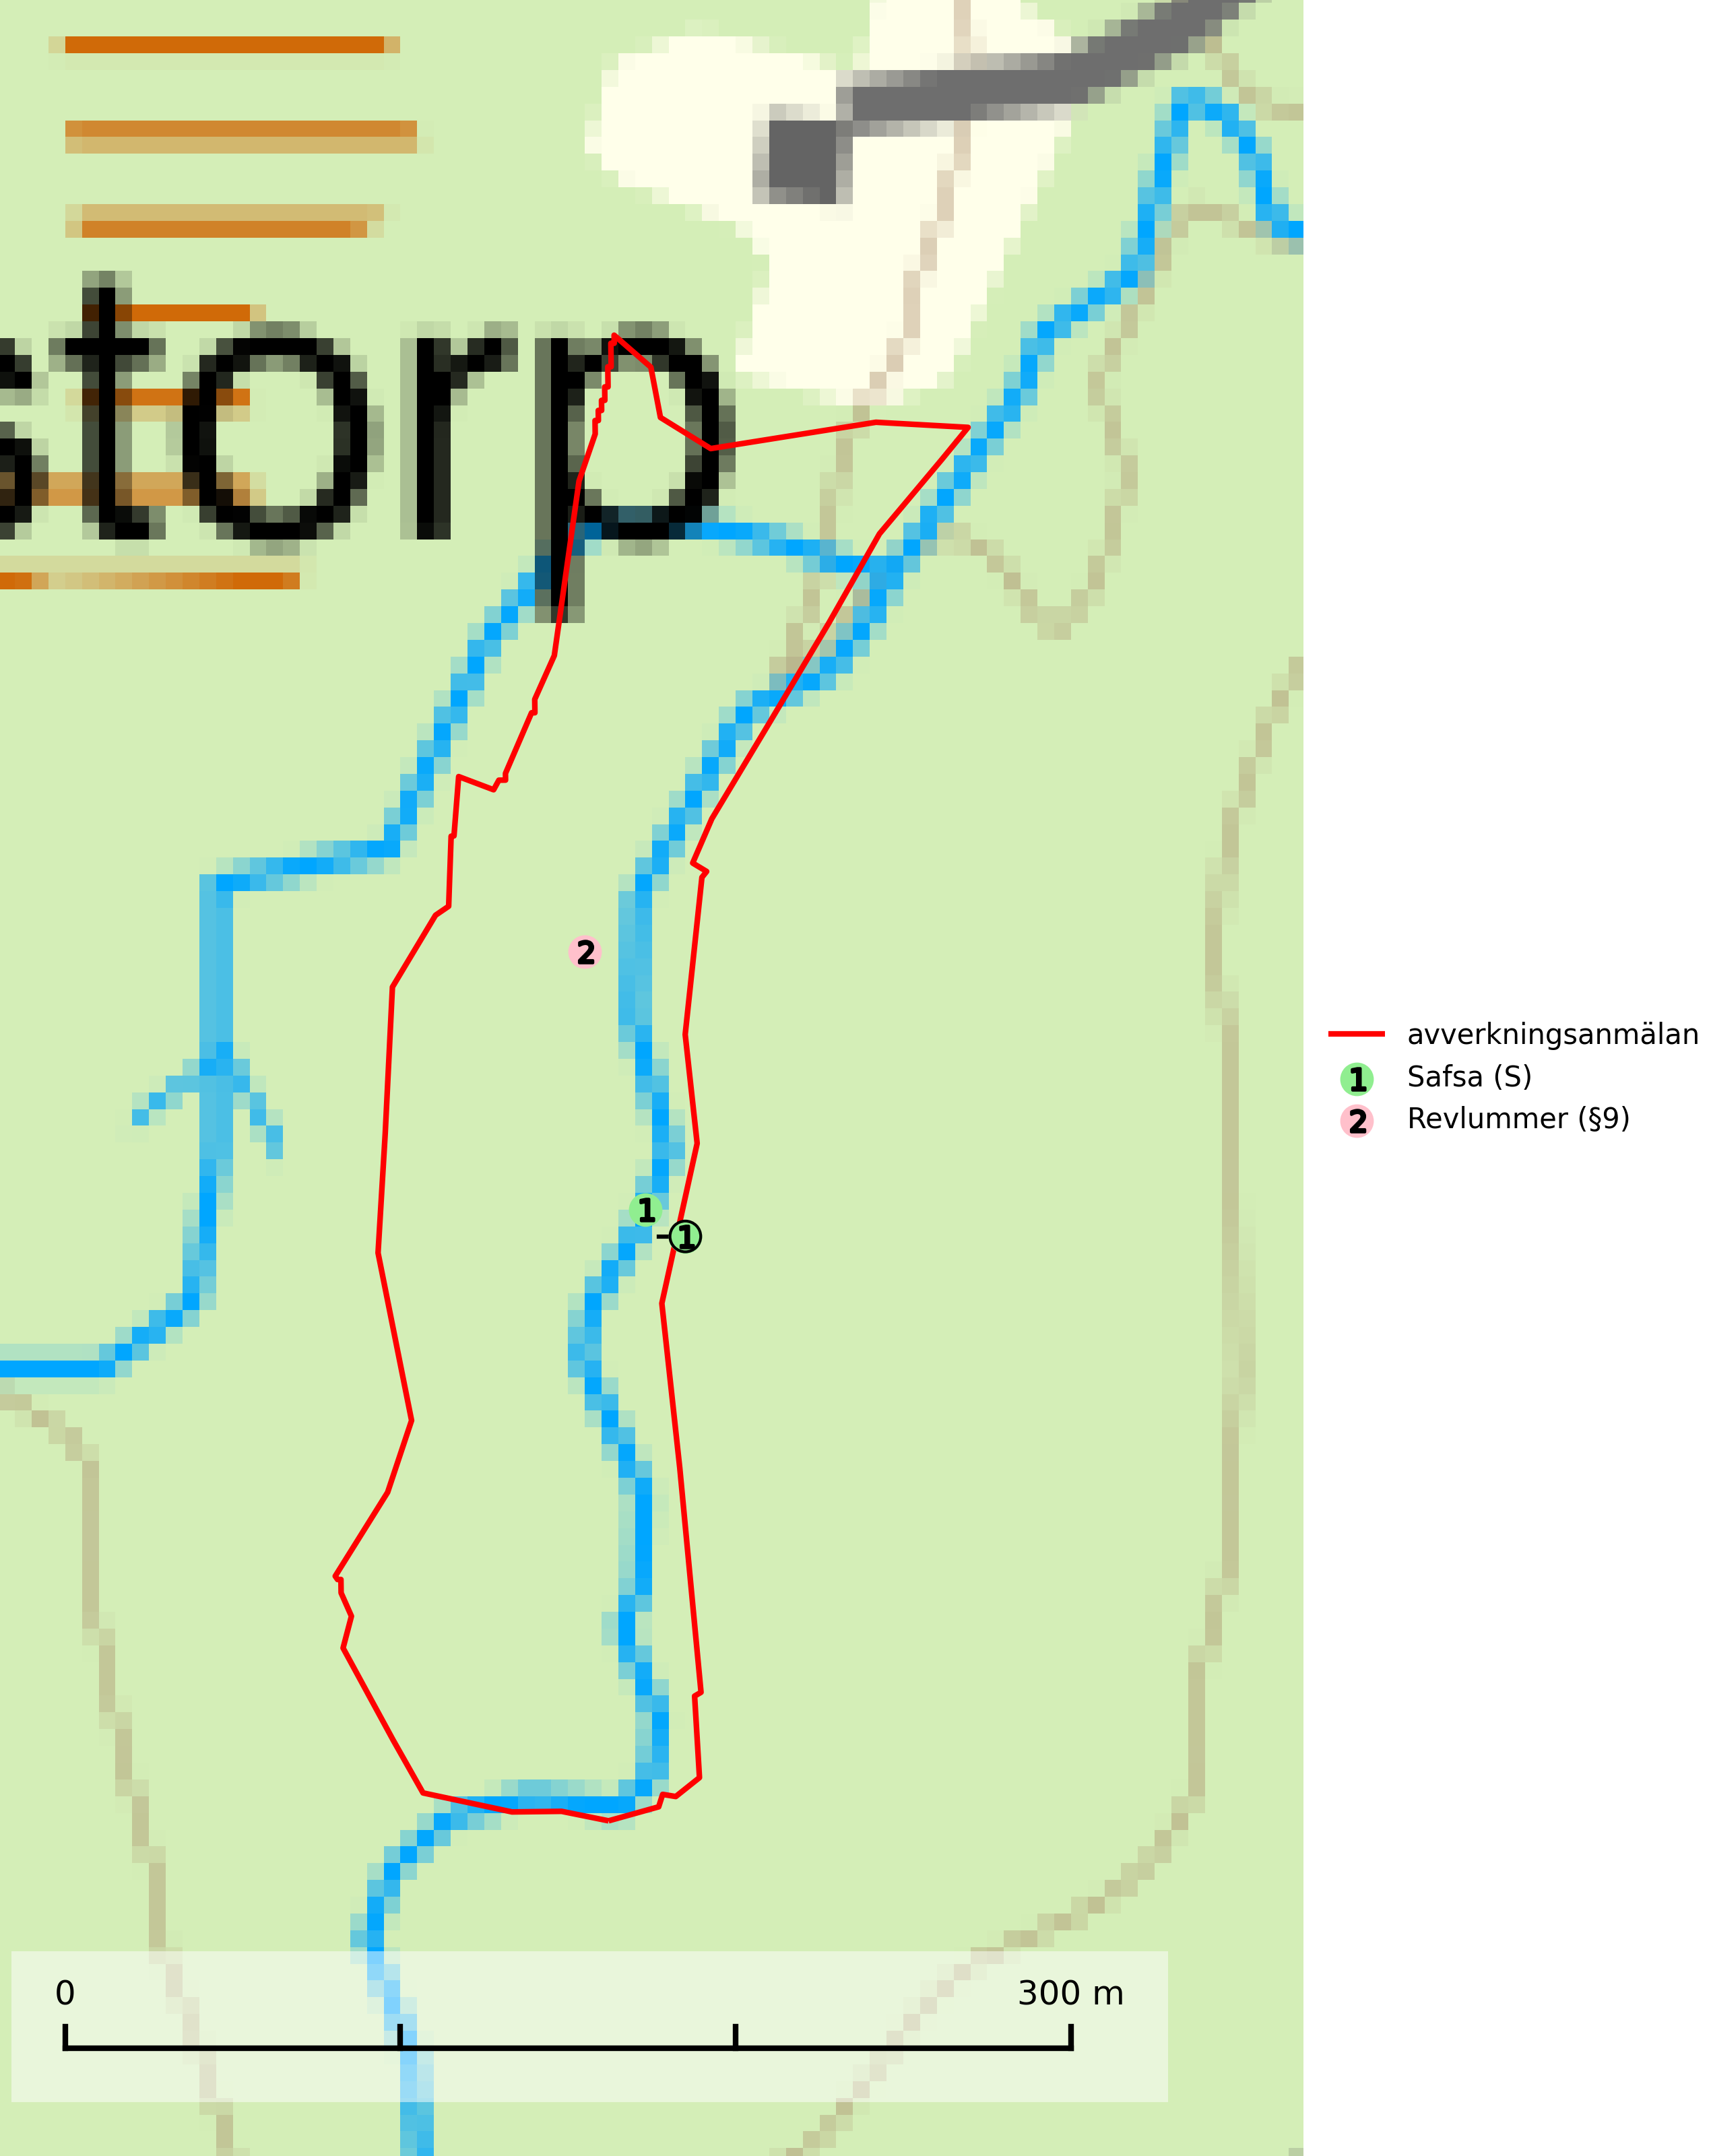 storp
2
1
1
avverkningsanmälan
1 Safsa (S)
2 Revlummer (§9)
0 300 m